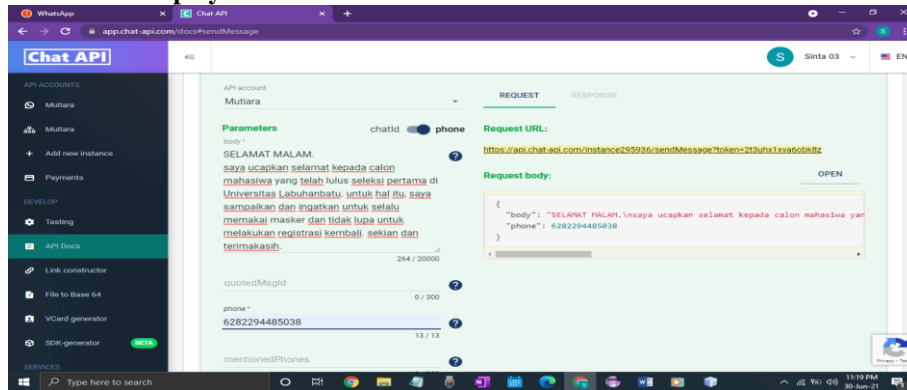 WhatsApp
Chat API
app.chat-api.com/docs#sendMessage
S
Chat API
S Sinta 03 EN
API ACCOUNTS
Mutiara
Mutiara
Add new instance
Payments
DEVELOP
Testing
API Docs
Link constructor
File to Base 64
VCard generator
SDK-generator BETA
SERVICES
API account
Mutiara
Parameters chatId phone
body*
SELAMAT MALAM.
saya ucapkan selamat kepada calon
mahasiwa yang telah lulus seleksi pertama di
Universitas Labuhanbatu. untuk hal itu, saya
sampaikan dan ingatkan untuk selalu
memakai masker dan tidak lupa untuk
melakukan registrasi kembali. sekian dan
terimakasih.
264 / 20000
quotedMsgId
0 / 300
phone*
6282294485038
13 / 13
mentionedPhones
REQUEST RESPONSE
Request URL:
https://api.chat-api.com/instance295936/sendMessage?token=2t3uhx1xva6obk8z
Request body: OPEN
{
"body": "SELAMAT MALAM.\nsaya ucapkan selamat kepada calon mahasiwa yan
"phone": 6282294485038
}
Type here to search
11:19 PM
30-Jun-21